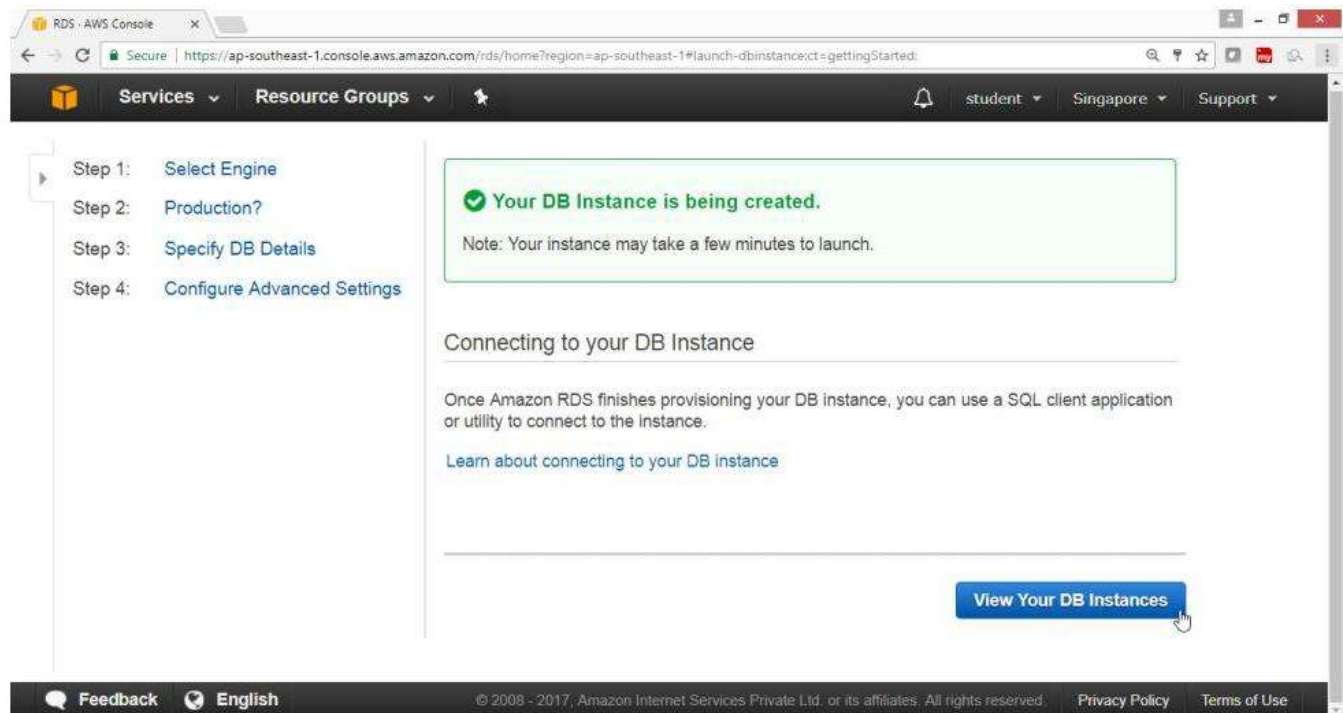 RDS · AWS Console
Secure | https://ap-southeast-1.console.aws.amazon.com/rds/home?region=ap-southeast-1#launch-dbinstance:ct=gettingStarted:
my
Services Resource Groups student Singapore Support
Step 1: Select Engine
Step 2: Production?
Step 3: Specify DB Details
Step 4: Configure Advanced Settings
Your DB Instance is being created.
Note: Your instance may take a few minutes to launch.
Connecting to your DB Instance
Once Amazon RDS finishes provisioning your DB instance, you can use a SQL client application
or utility to connect to the instance.
Learn about connecting to your DB instance
View Your DB Instances
Feedback English © 2008 - 2017, Amazon Internet Services Private Ltd. or its affiliates. All rights reserved. Privacy Policy Terms of Use